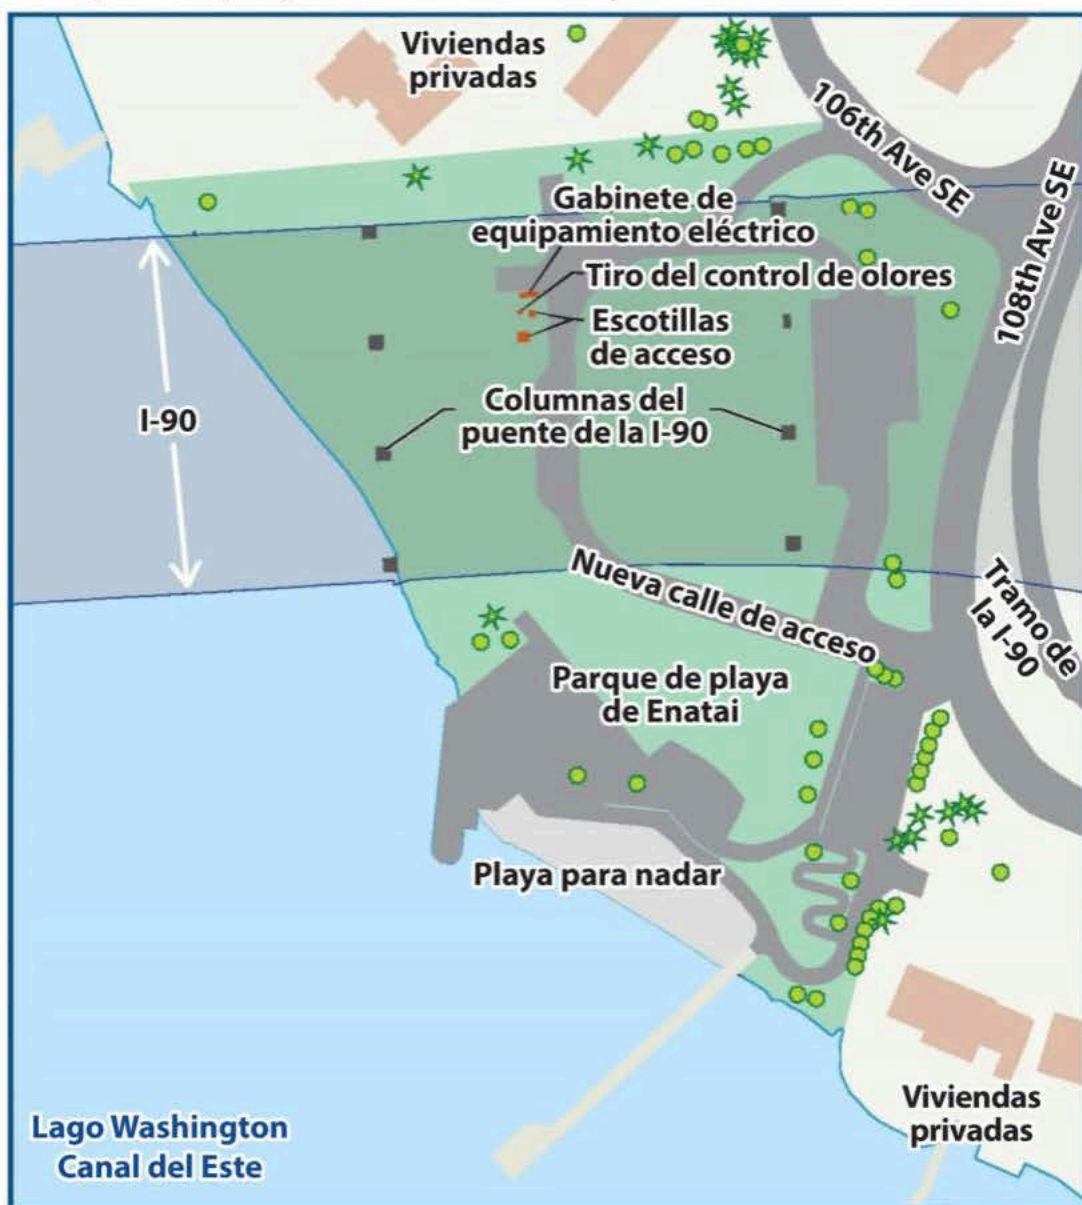 Viviendas
privadas
106th Ave SE
108th Ave SE
Gabinete de
equipamiento eléctrico
Tiro del control de olores
Escotillas
de acceso
I-90
Columnas del
puente de la I-90
Nueva calle de acceso
Tramo de
la I-90
Parque de playa
de Enatai
Playa para nadar
Viviendas
privadas
Lago Washington
Canal del Este